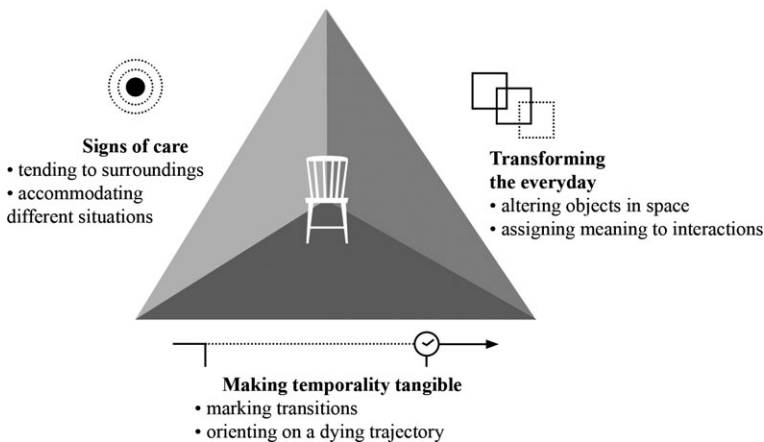 Signs of care
• tending to surroundings
• accommodating
different situations
Transforming
the everyday
• altering objects in space
• assigning meaning to interactions
Making temporality tangible
• marking transitions
• orienting on a dying trajectory